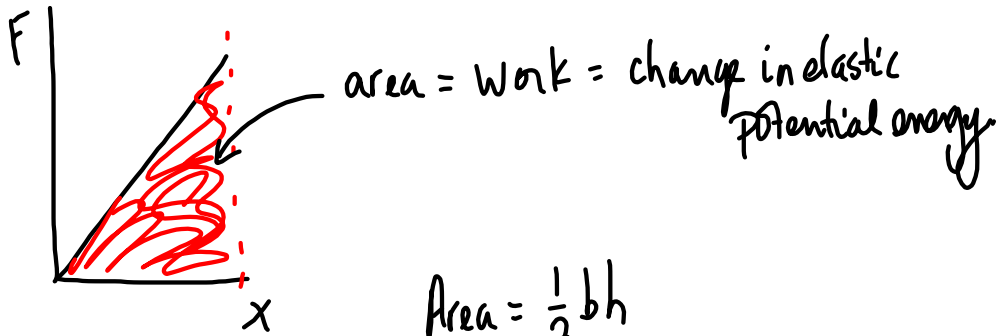 F
area = Work = change in elastic
potential energy.
x
Area = 1/2 bh